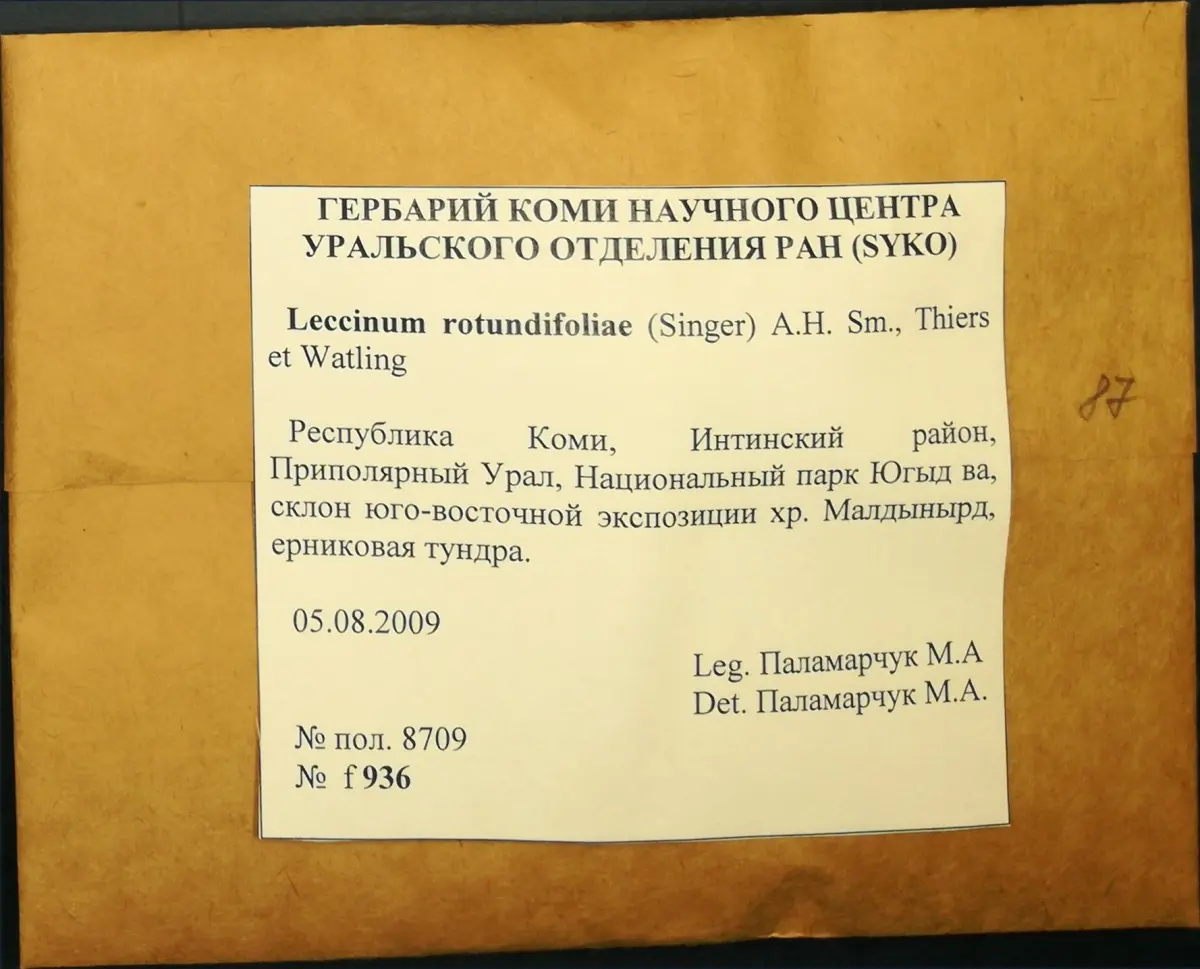 ГЕРБАРИЙ КОМИ НАУЧНОГО ЦЕНТРА
УРАЛЬСКОГО ОТДЕЛЕНИЯ РАН (SYKO)
Leccinum rotundifoliae (Singer) A.H. Sm., Thiers
et Watling
Республика Коми, Интинский район,
Приполярный Урал, Национальный парк Югыд ва,
склон юго-восточной экспозиции хр. Малдынырд,
ерниковая тундра.
05.08.2009
Leg. Паламарчук М.А
Det. Паламарчук М.А.
№ пол. 8709
№ f 936
87